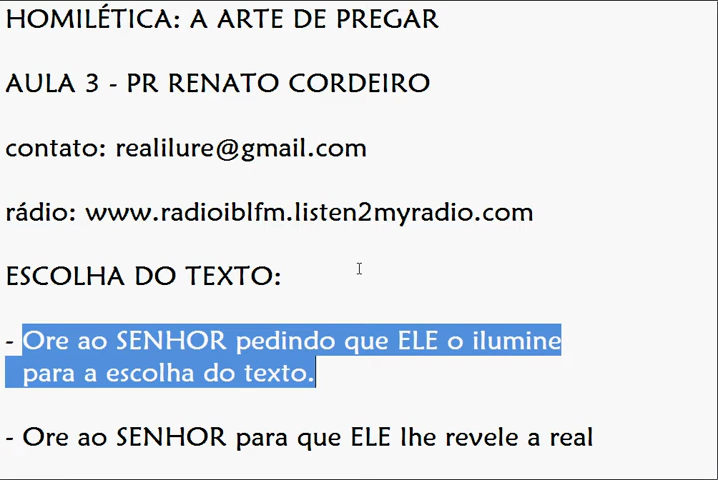 HOMILÉTICA: A ARTE DE PREGAR
AULA 3 - PR RENATO CORDEIRO
contato: realilure@gmail.com
rádio: www.radioiblfm.listen2myradio.com
ESCOLHA DO TEXTO:
- Ore ao SENHOR pedindo que ELE o ilumine
para a escolha do texto.
- Ore ao SENHOR para que ELE lhe revele a real